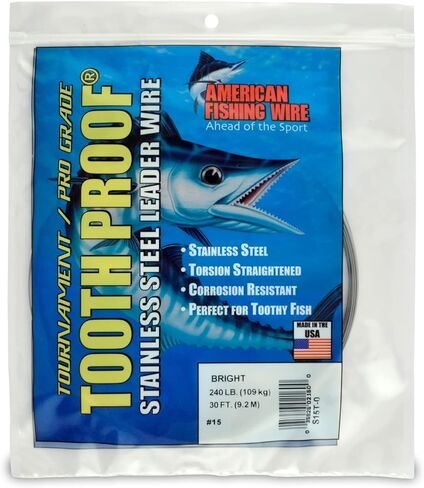 TOURNAMENT / PRO GRADE
TOOTH PROOF®
STAINLESS STEEL LEADER WIRE
AMERICAN
FISHING WIRE
Ahead of the Sport
• STAINLESS STEEL
• TORSION STRAIGHTENED
• CORROSION RESISTANT
• PERFECT FOR TOOTHY FISH
MADE IN THE
USA
BRIGHT
240 LB. (109 kg)
30 FT. (9.2 M)
#15
S15T-0